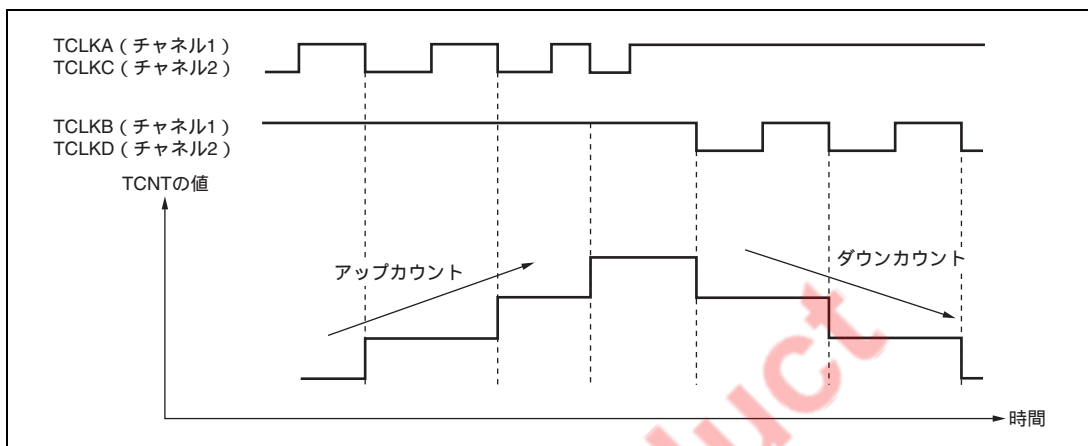 TCLKA（チャネル1）
TCLKC（チャネル2）
TCLKB（チャネル1）
TCLKD（チャネル2）
TCNTの値
アップカウント
ダウンカウント
時間
uct